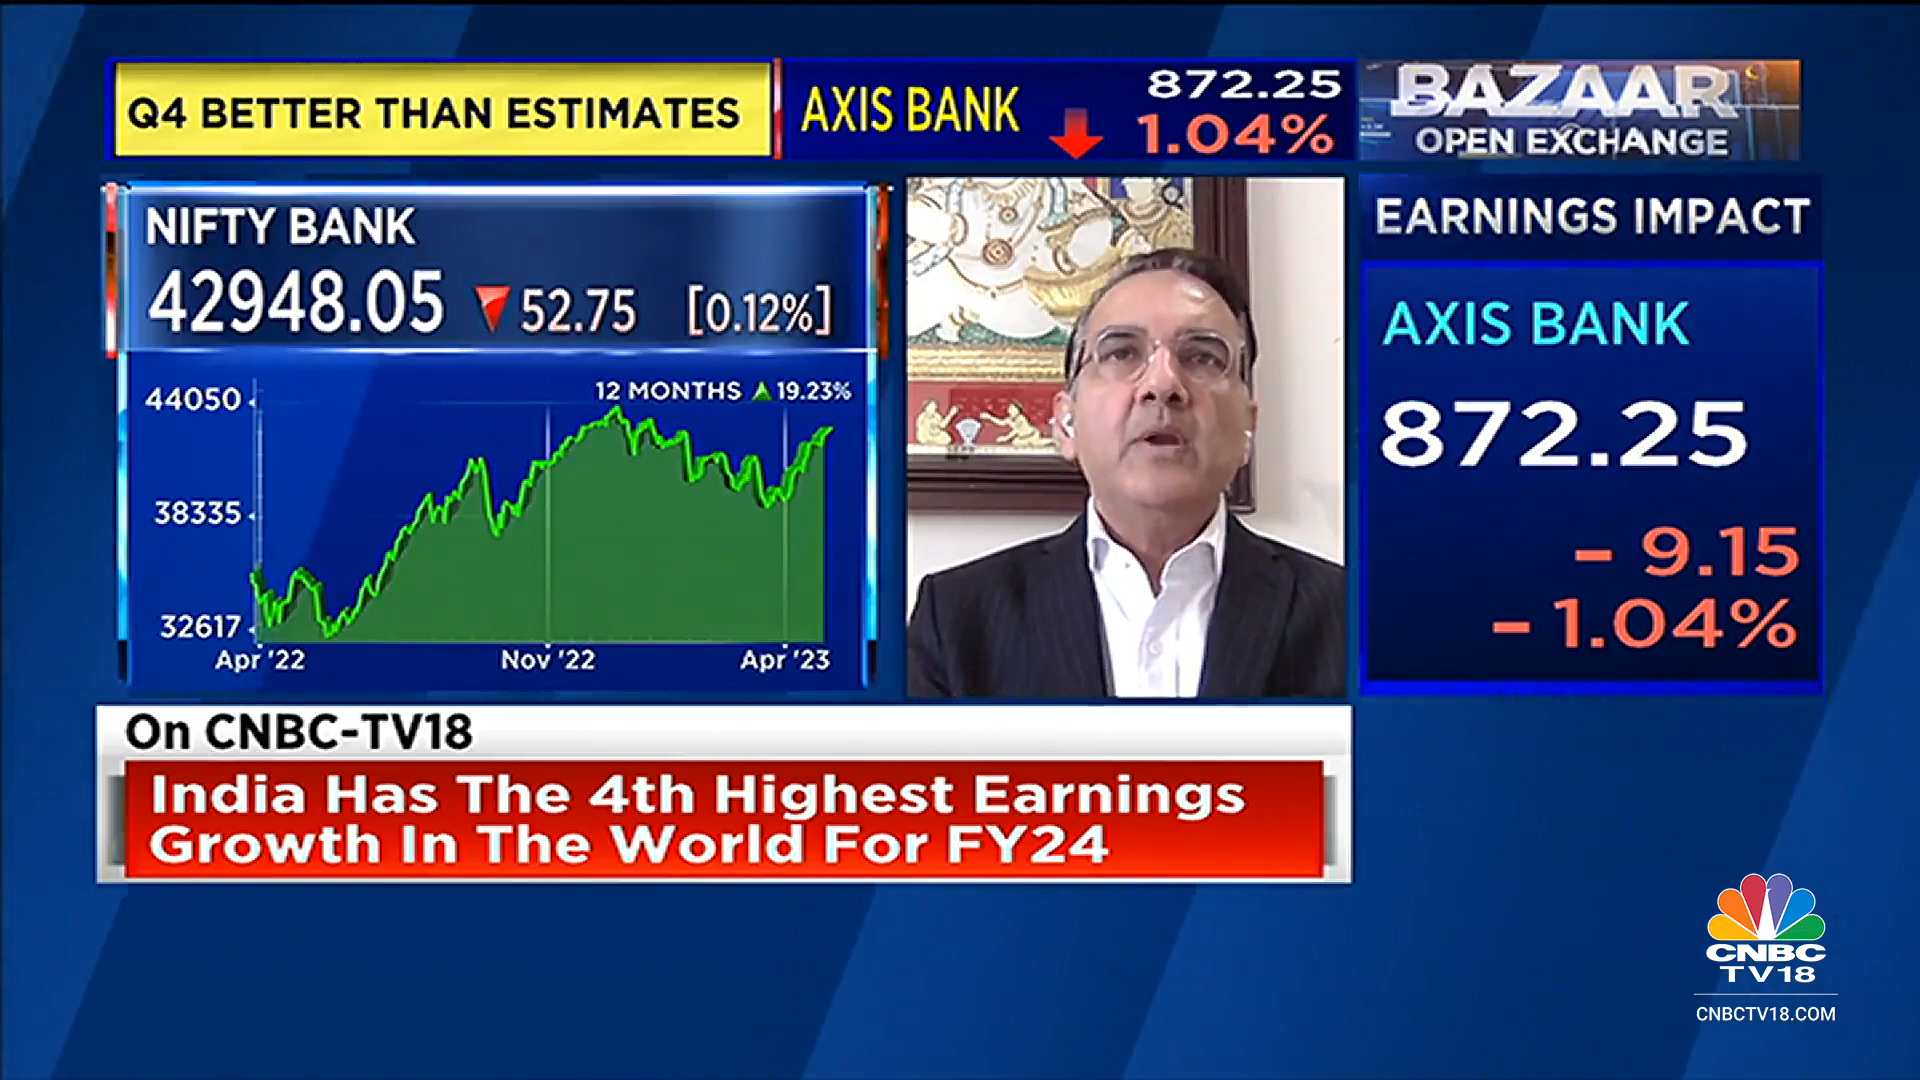 Q4 BETTER THAN ESTIMATES
AXIS BANK
872.25
1.04%
BAZAAR
OPEN EXCHANGE
NIFTY BANK
42948.05 52.75 [0.12%]
12 MONTHS 19.23%
44050
38335
32617
Apr '22 Nov '22 Apr '23
EARNINGS IMPACT
AXIS BANK
872.25
- 9.15
-1.04%
On CNBC-TV18
India Has The 4th Highest Earnings
Growth In The World For FY24
CNBC
TV18
CNBCTV18.COM